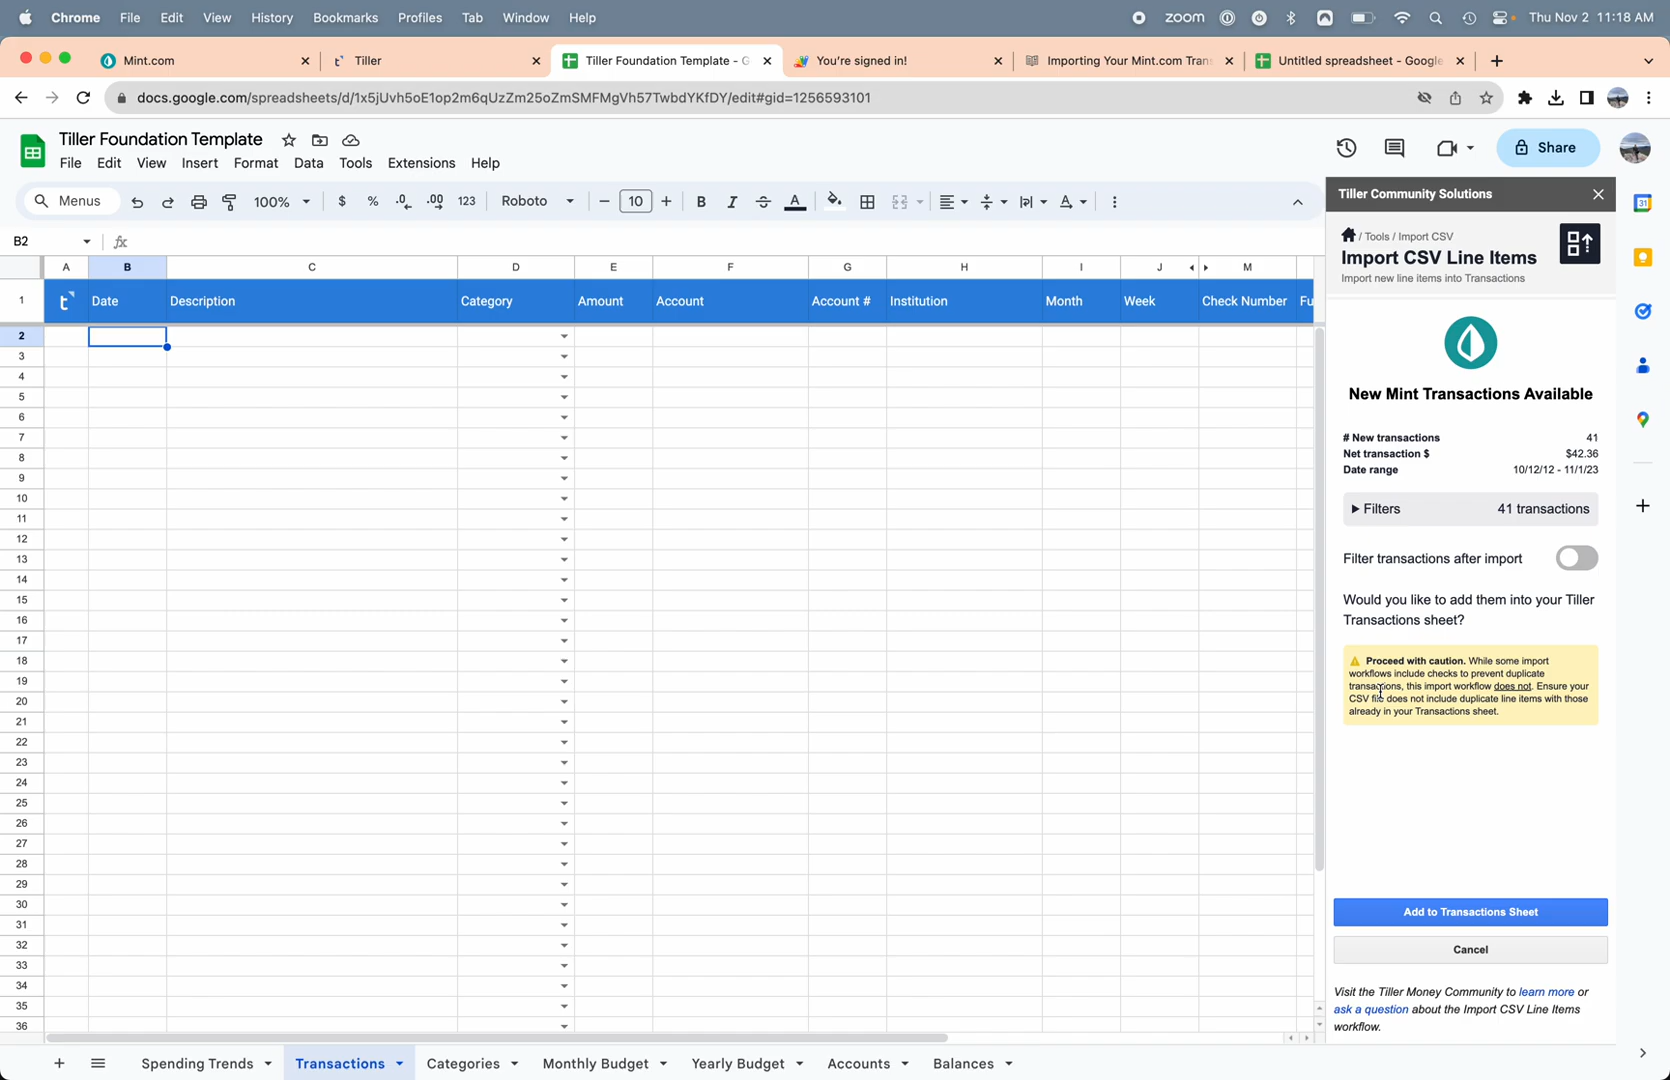 Chrome File Edit View History Bookmarks Profiles Tab Window Help zoom Thu Nov 2 11:18 AM
Mint.com Tiller Tiller Foundation Template - G You're signed in! Importing Your Mint.com Tran Untitled spreadsheet - Google
docs.google.com/spreadsheets/d/1x5jUvh5oE1op2m6qUzZm25oZmSMFMgVh57TwbdYKfDY/edit#gid=1256593101
Tiller Foundation Template
File Edit View Insert Format Data Tools Extensions Help
Share
Menus 100% $ % .0 .00 123 Roboto 10 B I S A
B2 fx
A B C D E F G H I J M
1 Date Description Category Amount Account Account # Institution Month Week Check Number Fu
2
3
4
5
6
7
8
9
10
11
12
13
14
15
16
17
18
19
20
21
22
23
24
25
26
27
28
29
30
31
32
33
34
35
36
Tiller Community Solutions
/ Tools / Import CSV
Import CSV Line Items
Import new line items into Transactions
New Mint Transactions Available
# New transactions 41
Net transaction $ $42.36
Date range 10/12/12 - 11/1/23
Filters 41 transactions
Filter transactions after import
Would you like to add them into your Tiller
Transactions sheet?
Proceed with caution. While some import
workflows include checks to prevent duplicate
transactions, this import workflow does not. Ensure your
CSV file does not include duplicate line items with those
already in your Transactions sheet.
Add to Transactions Sheet
Cancel
Visit the Tiller Money Community to learn more or
ask a question about the Import CSV Line Items
workflow.
31
+ Spending Trends Transactions Categories Monthly Budget Yearly Budget Accounts Balances